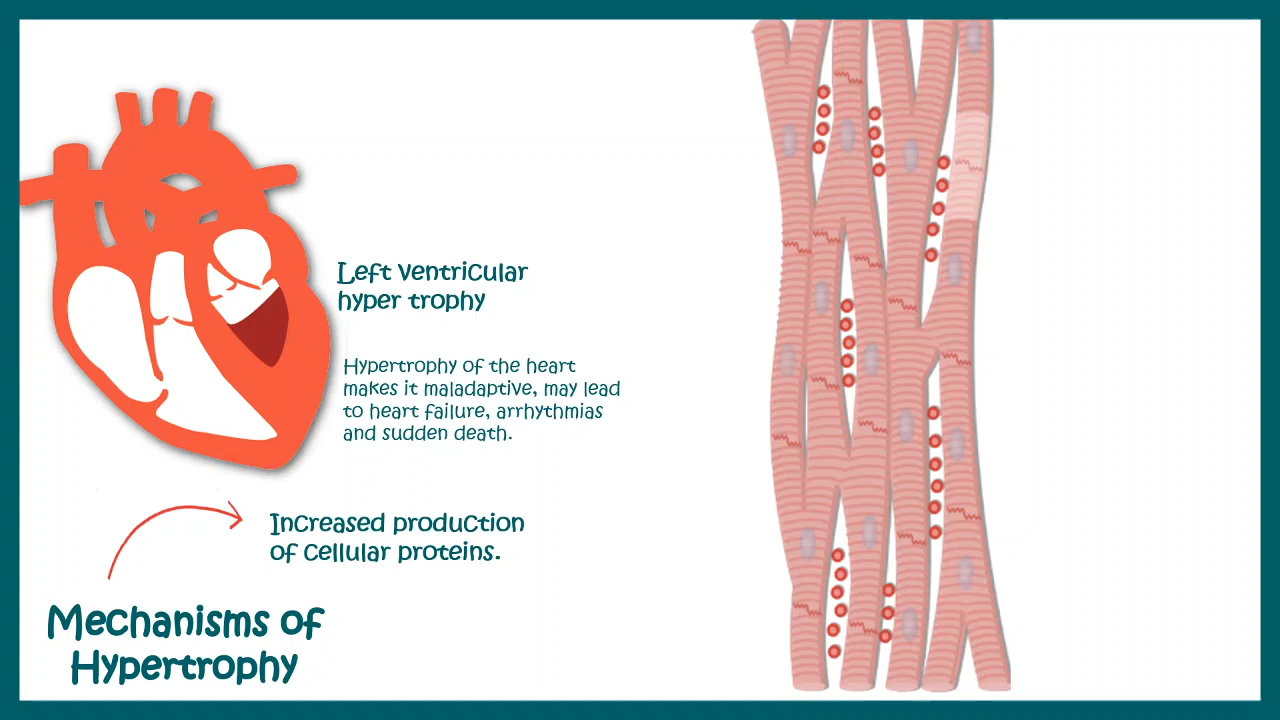 Left ventricular
hyper trophy
Hypertrophy of the heart
makes it maladaptive, may lead
to heart failure, arrhythmias
and sudden death.
Increased production
of cellular proteins.
Mechanisms of
Hypertrophy